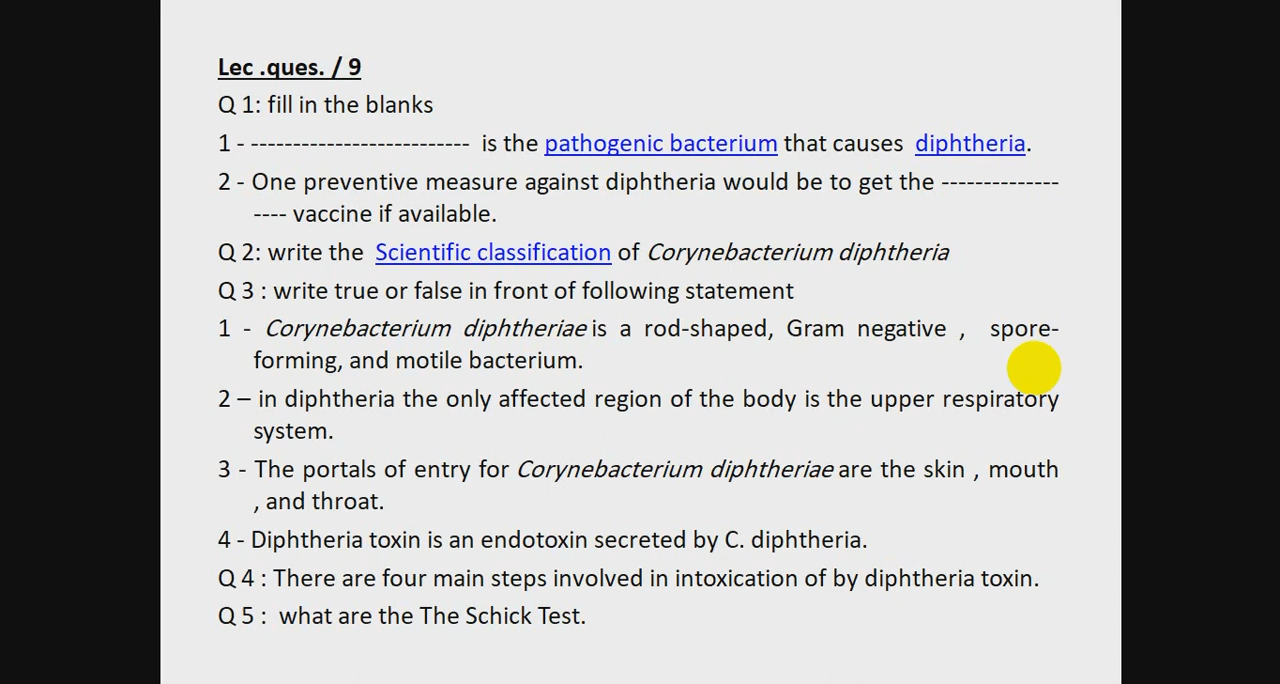 Lec .ques. / 9
Q 1: fill in the blanks
1 - -------------------------- is the pathogenic bacterium that causes diphtheria.
2 - One preventive measure against diphtheria would be to get the --------------
---- vaccine if available.
Q 2: write the Scientific classification of Corynebacterium diphtheria
Q 3 : write true or false in front of following statement
1 - Corynebacterium diphtheriae is a rod-shaped, Gram negative , spore-
forming, and motile bacterium.
2 – in diphtheria the only affected region of the body is the upper respiratory
system.
3 - The portals of entry for Corynebacterium diphtheriae are the skin , mouth
, and throat.
4 - Diphtheria toxin is an endotoxin secreted by C. diphtheria.
Q 4 : There are four main steps involved in intoxication of by diphtheria toxin.
Q 5 : what are the The Schick Test.